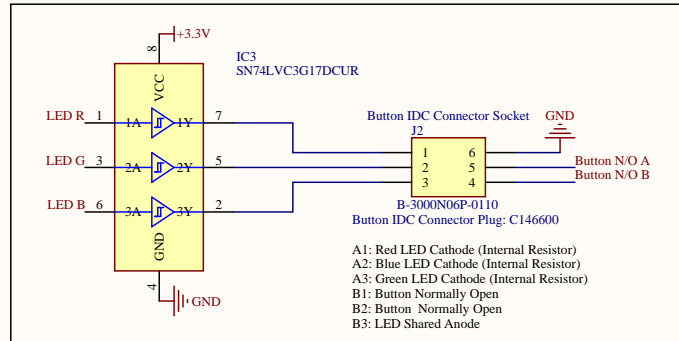 +3.3V
8
IC3
SN74LVC3G17DCUR
VCC
LED R 1 1A 1Y 7
LED G 3 2A 2Y 5
LED B 6 3A 3Y 2
GND
4
GND
Button IDC Connector Socket
GND
J2
1 6
2 5 Button N/O A
3 4 Button N/O B
B-3000N06P-0110
Button IDC Connector Plug: C146600
A1: Red LED Cathode (Internal Resistor)
A2: Blue LED Cathode (Internal Resistor)
A3: Green LED Cathode (Internal Resistor)
B1: Button Normally Open
B2: Button Normally Open
B3: LED Shared Anode